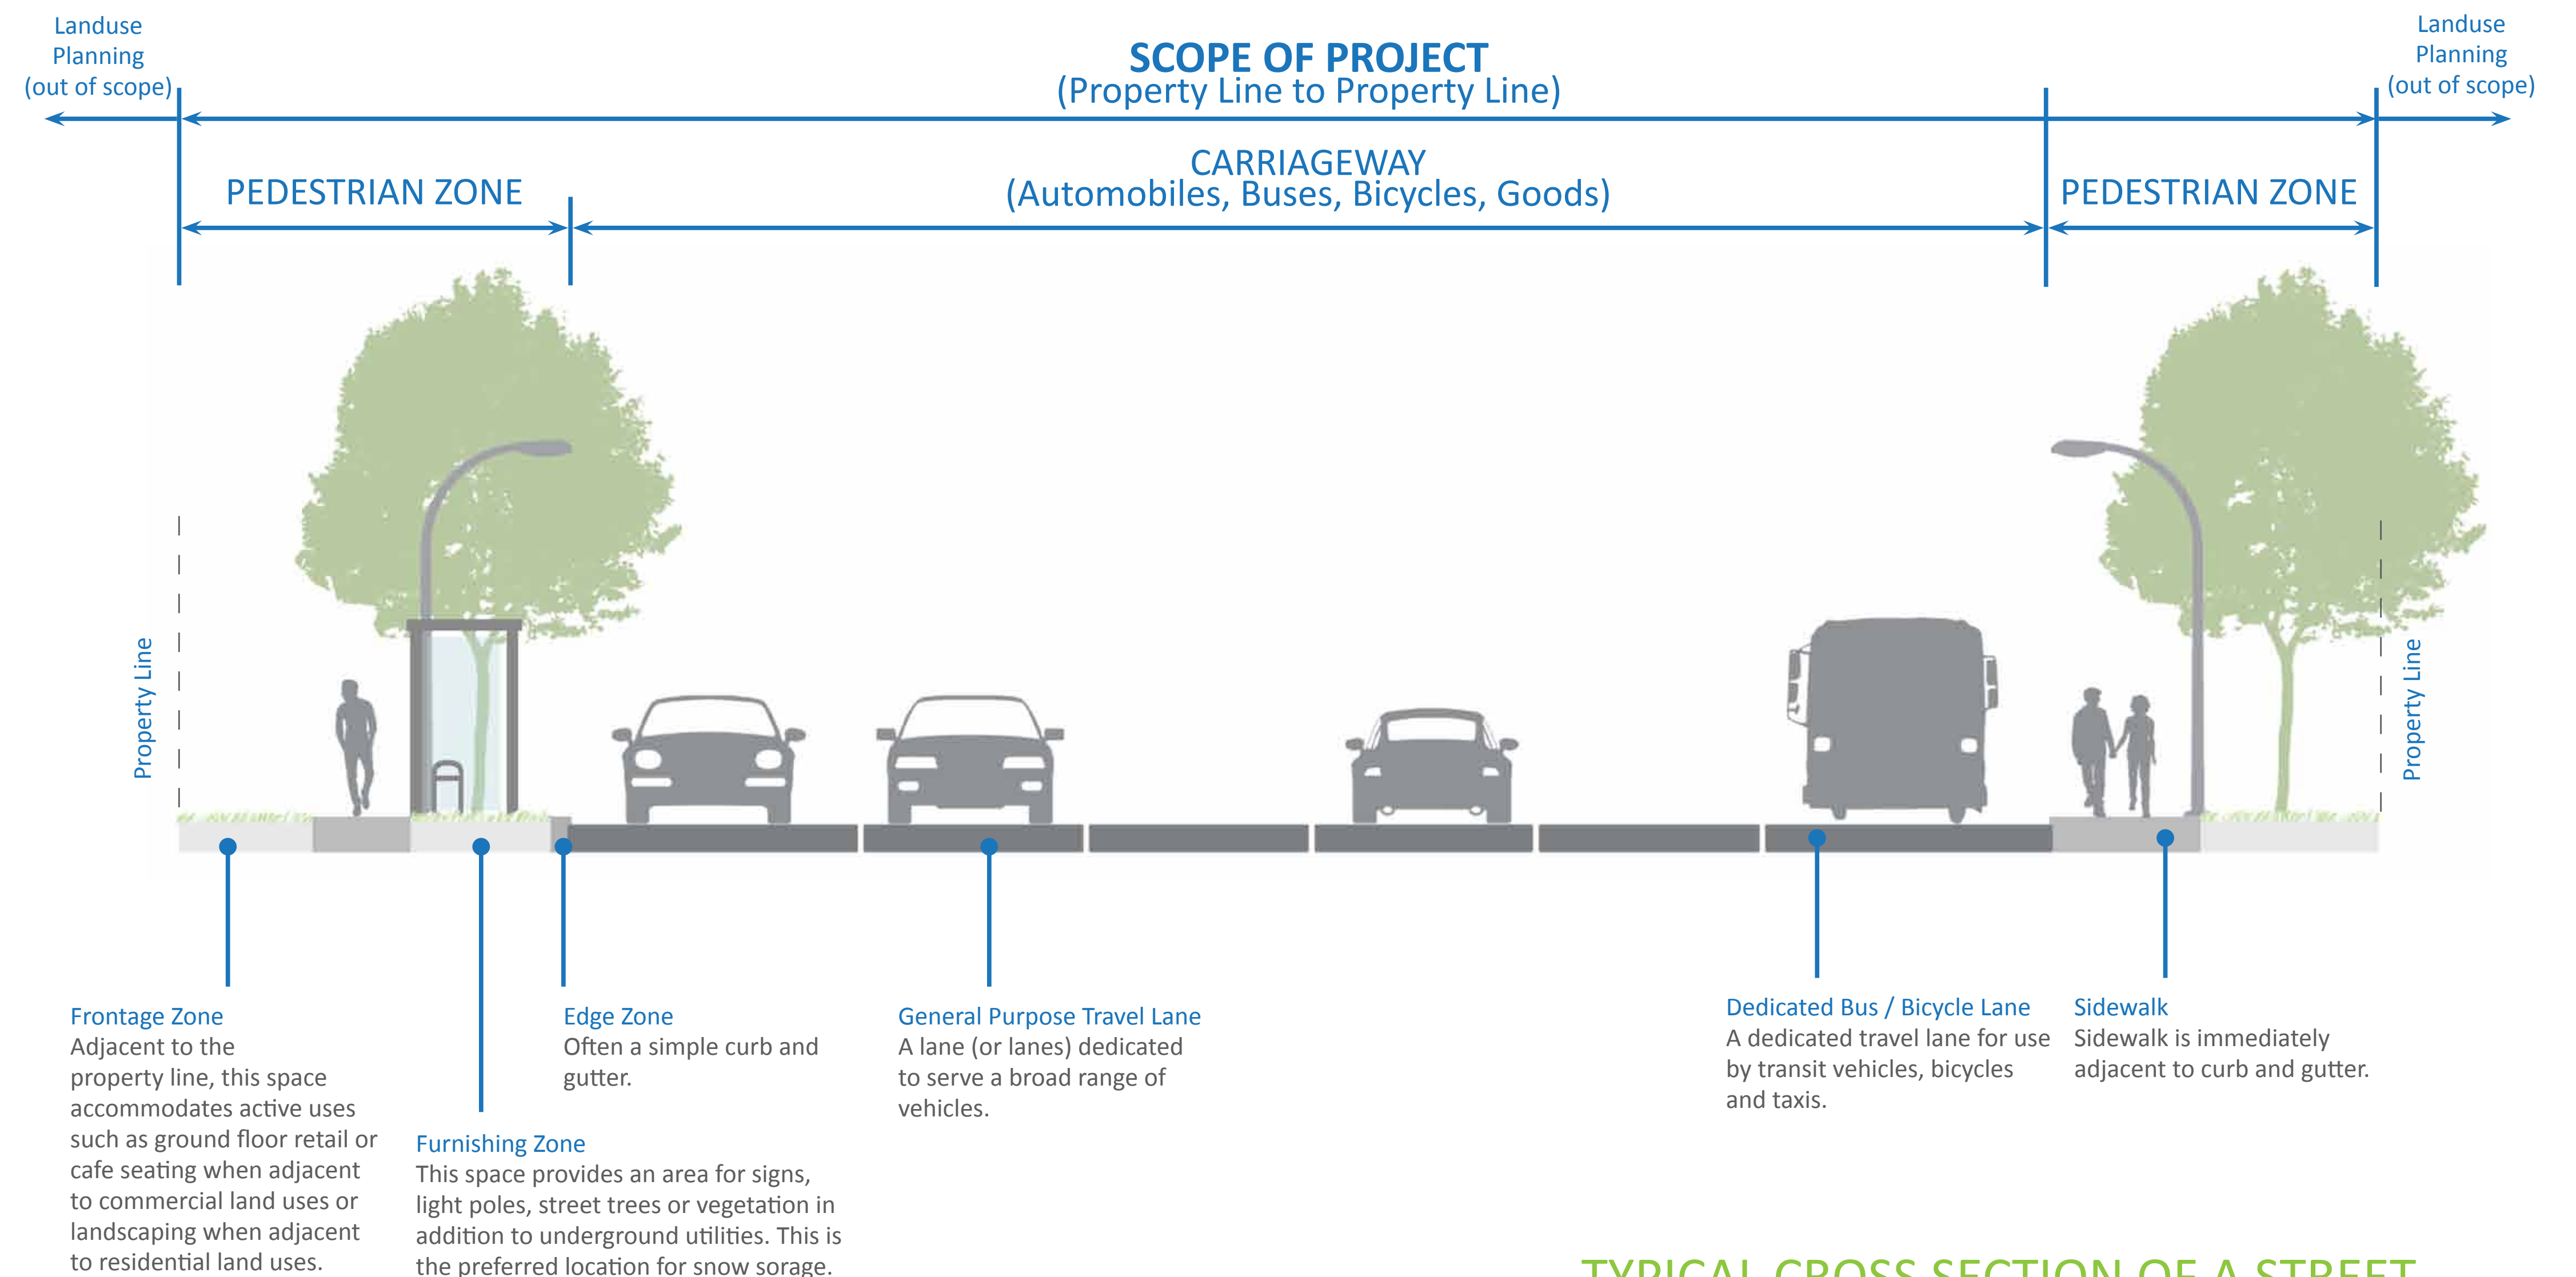 Landuse
Planning
(out of scope)
SCOPE OF PROJECT
(Property Line to Property Line)
Landuse
Planning
(out of scope)
PEDESTRIAN ZONE
CARRIAGEWAY
(Automobiles, Buses, Bicycles, Goods)
PEDESTRIAN ZONE
Property Line
Property Line
Frontage Zone
Adjacent to the
property line, this space
accommodates active uses
such as ground floor retail or
cafe seating when adjacent
to commercial land uses or
landscaping when adjacent
to residential land uses.
Furnishing Zone
This space provides an area for signs,
light poles, street trees or vegetation in
addition to underground utilities. This is
the preferred location for snow sorage.
Edge Zone
Often a simple curb and
gutter.
General Purpose Travel Lane
A lane (or lanes) dedicated
to serve a broad range of
vehicles.
Dedicated Bus / Bicycle Lane
A dedicated travel lane for use
by transit vehicles, bicycles
and taxis.
Sidewalk
Sidewalk is immediately
adjacent to curb and gutter.
TYPICAL CROSS SECTION OF A STREET